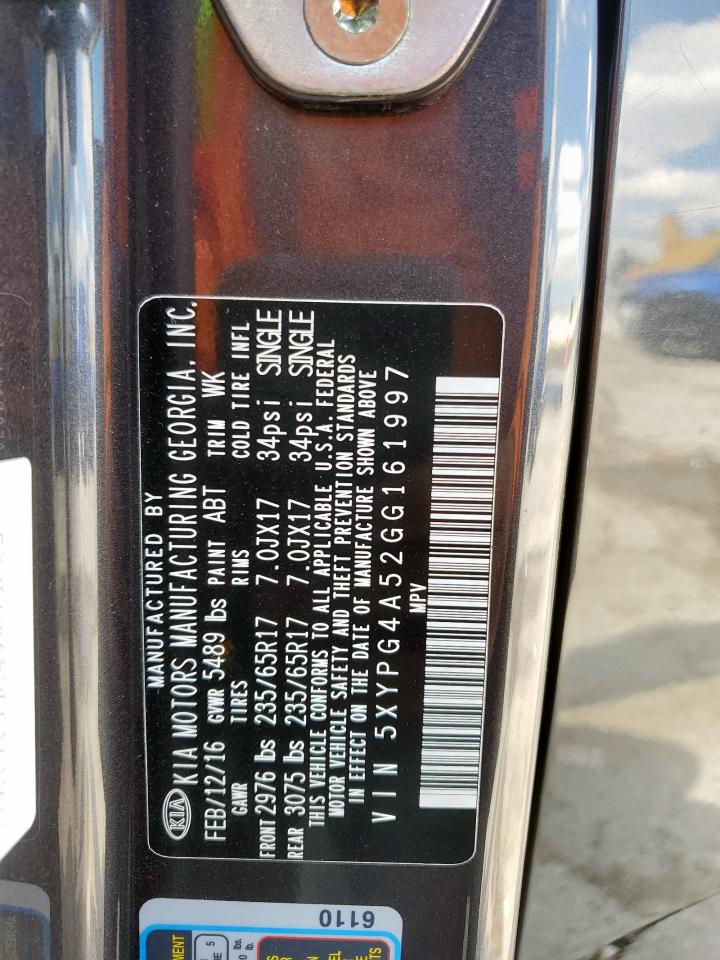 MANUFACTURED BY
KIA KIA MOTORS MANUFACTURING GEORGIA, INC.
FEB/12/16 GVWR 5489 lbs PAINT ABT TRIM WK
GAWR TIRES RIMS COLD TIRE INFL
FRONT 2976 lbs 235/65R17 7.0JX17 34psi SINGLE
REAR 3075 lbs 235/65R17 7.0JX17 34psi SINGLE
THIS VEHICLE CONFORMS TO ALL APPLICABLE U.S.A. FEDERAL
MOTOR VEHICLE SAFETY AND THEFT PREVENTION STANDARDS
IN EFFECT ON THE DATE OF MANUFACTURE SHOWN ABOVE
VIN 5XYPG4A52GG161997
MPV
6110